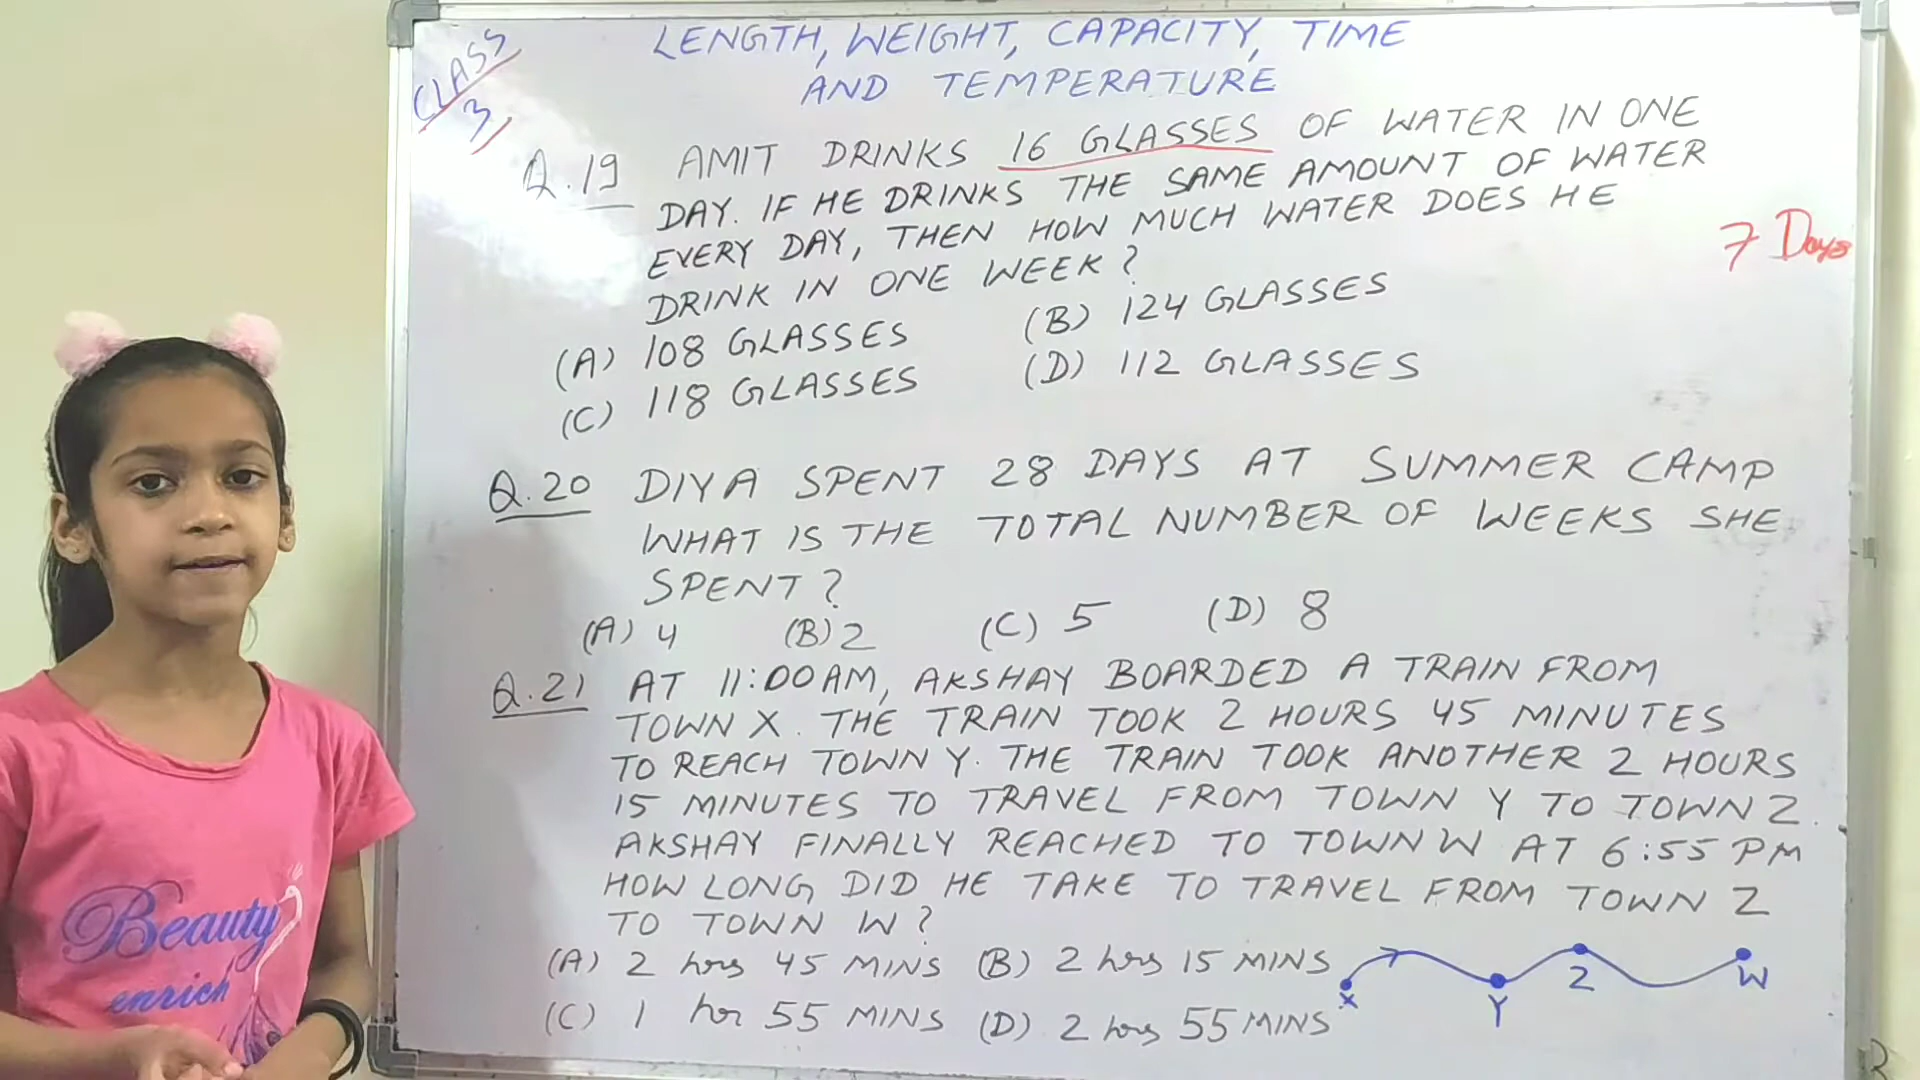 CLASS
3
LENGTH, WEIGHT, CAPACITY, TIME
AND TEMPERATURE
Q.19 AMIT DRINKS 16 GLASSES OF WATER IN ONE
DAY. IF HE DRINKS THE SAME AMOUNT OF WATER
EVERY DAY, THEN HOW MUCH WATER DOES HE
DRINK IN ONE WEEK?
7 Days
(A) 108 GLASSES (B) 124 GLASSES
(C) 118 GLASSES (D) 112 GLASSES
Q.20 DIYA SPENT 28 DAYS AT SUMMER CAMP
WHAT IS THE TOTAL NUMBER OF WEEKS SHE
SPENT?
(A) 4 (B) 2 (C) 5 (D) 8
Q.21 AT 11:00AM, AKSHAY BOARDED A TRAIN FROM
TOWN X. THE TRAIN TOOK 2 HOURS 45 MINUTES
TO REACH TOWN Y. THE TRAIN TOOK ANOTHER 2 HOURS
15 MINUTES TO TRAVEL FROM TOWN Y TO TOWN Z.
AKSHAY FINALLY REACHED TO TOWN W AT 6:55 PM
HOW LONG DID HE TAKE TO TRAVEL FROM TOWN Z
TO TOWN W?
(A) 2 hrs 45 MINS (B) 2 hrs 15 MINS
(C) 1 hr 55 MINS (D) 2 hrs 55 MINS
X Y Z W
Beauty
enrich